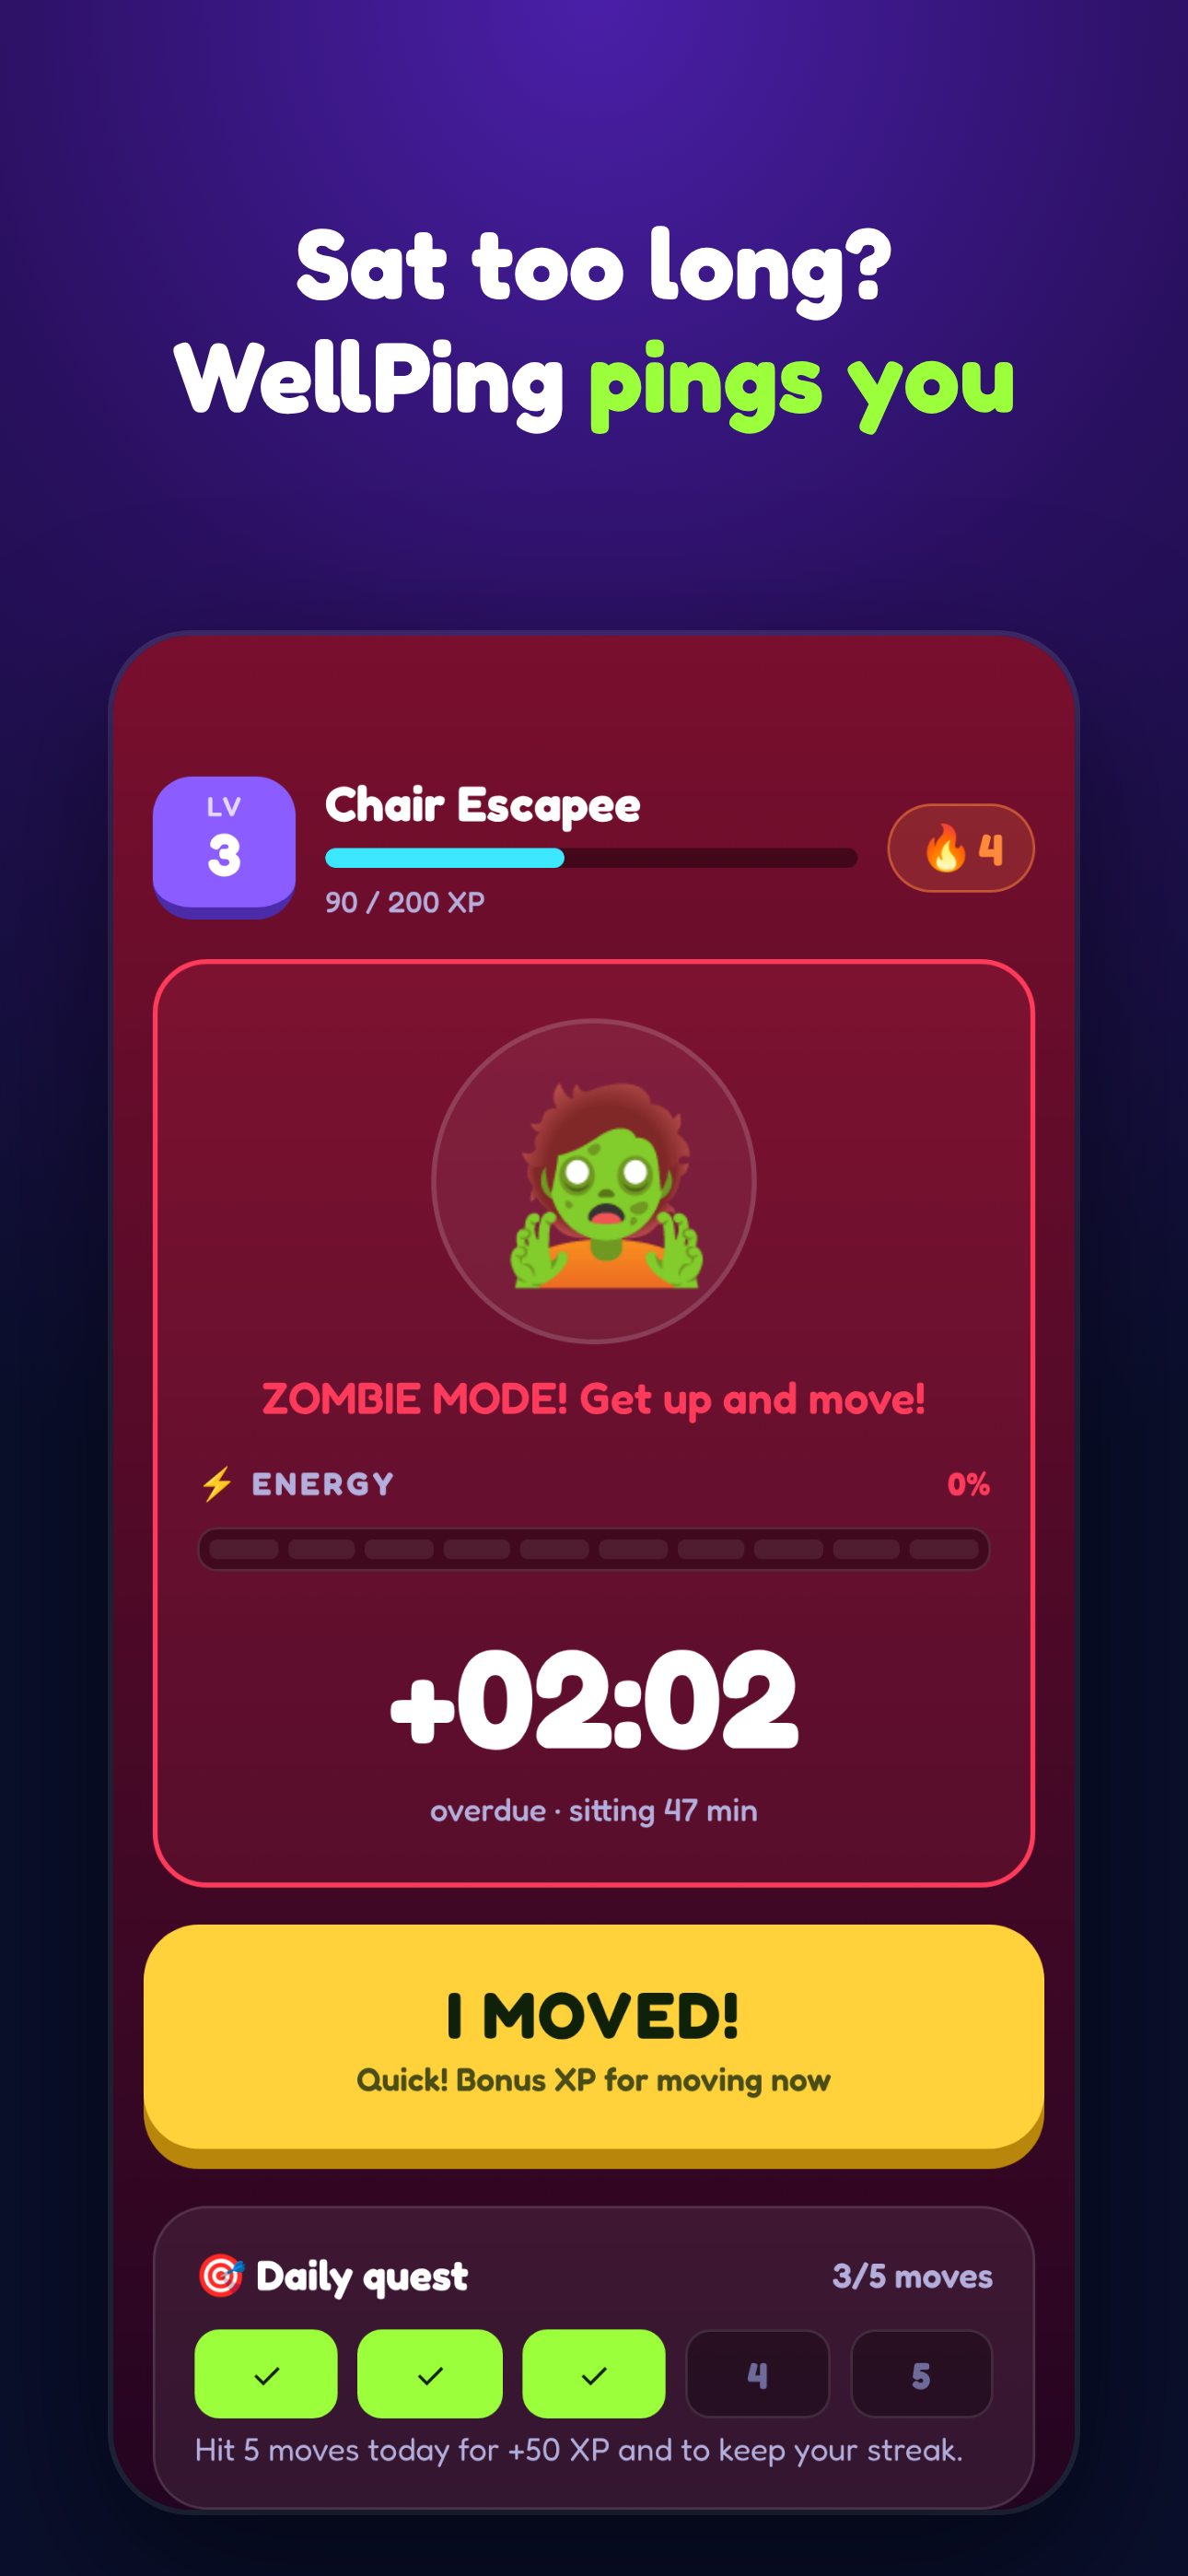 Sat too long?
WellPing pings you
LV
3
Chair Escapee
90 / 200 XP
🔥 4
ZOMBIE MODE! Get up and move!
⚡ ENERGY
0%
+02:02
overdue · sitting 47 min
I MOVED!
Quick! Bonus XP for moving now
🎯 Daily quest
3/5 moves
✓ ✓ ✓ 4 5
Hit 5 moves today for +50 XP and to keep your streak.